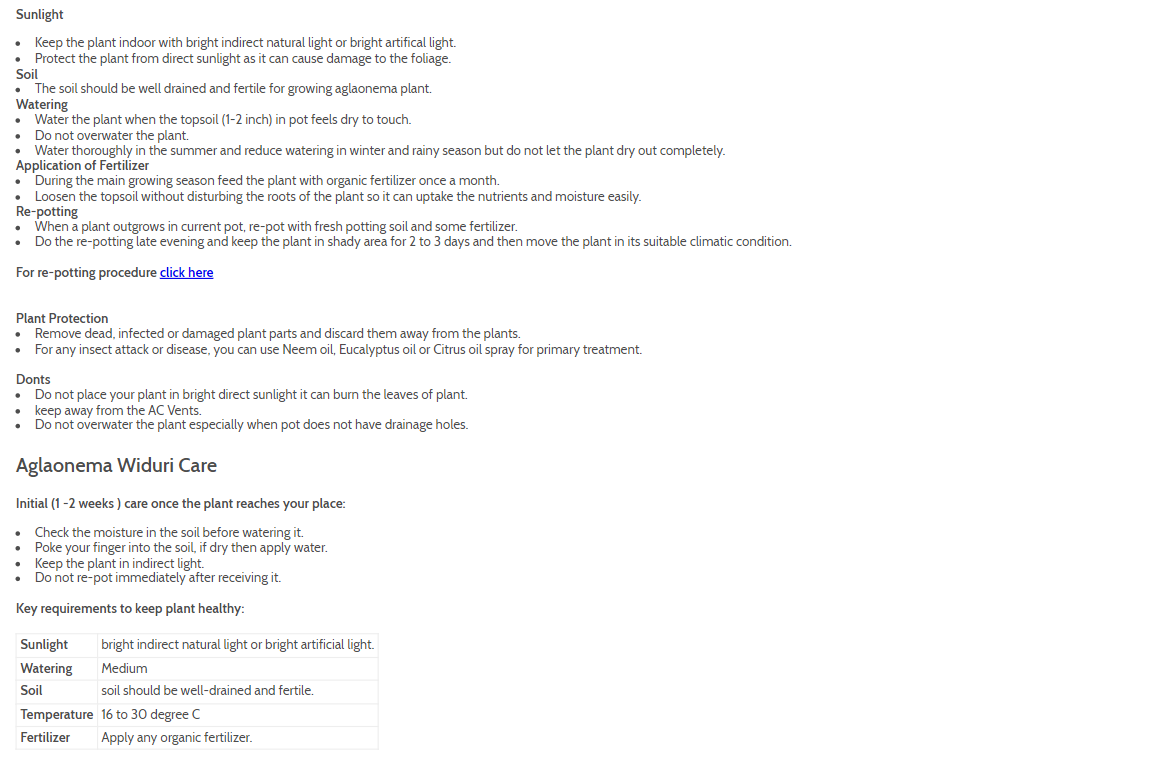 Sunlight
• Keep the plant indoor with bright indirect natural light or bright artifical light.
• Protect the plant from direct sunlight as it can cause damage to the foliage.
Soil
• The soil should be well drained and fertile for growing aglaonema plant.
Watering
• Water the plant when the topsoil (1-2 inch) in pot feels dry to touch.
• Do not overwater the plant.
• Water thoroughly in the summer and reduce watering in winter and rainy season but do not let the plant dry out completely.
Application of Fertilizer
• During the main growing season feed the plant with organic fertilizer once a month.
• Loosen the topsoil without disturbing the roots of the plant so it can uptake the nutrients and moisture easily.
Re-potting
• When a plant outgrows in current pot, re-pot with fresh potting soil and some fertilizer.
• Do the re-potting late evening and keep the plant in shady area for 2 to 3 days and then move the plant in its suitable climatic condition.
For re-potting procedure click here
Plant Protection
• Remove dead, infected or damaged plant parts and discard them away from the plants.
• For any insect attack or disease, you can use Neem oil, Eucalyptus oil or Citrus oil spray for primary treatment.
Donts
• Do not place your plant in bright direct sunlight it can burn the leaves of plant.
• keep away from the AC Vents.
• Do not overwater the plant especially when pot does not have drainage holes.
Aglaonema Widuri Care
Initial (1 -2 weeks ) care once the plant reaches your place:
• Check the moisture in the soil before watering it.
• Poke your finger into the soil, if dry then apply water.
• Keep the plant in indirect light.
• Do not re-pot immediately after receiving it.
Key requirements to keep plant healthy:
Sunlight bright indirect natural light or bright artificial light.
Watering Medium
Soil soil should be well-drained and fertile.
Temperature 16 to 30 degree C
Fertilizer Apply any organic fertilizer.